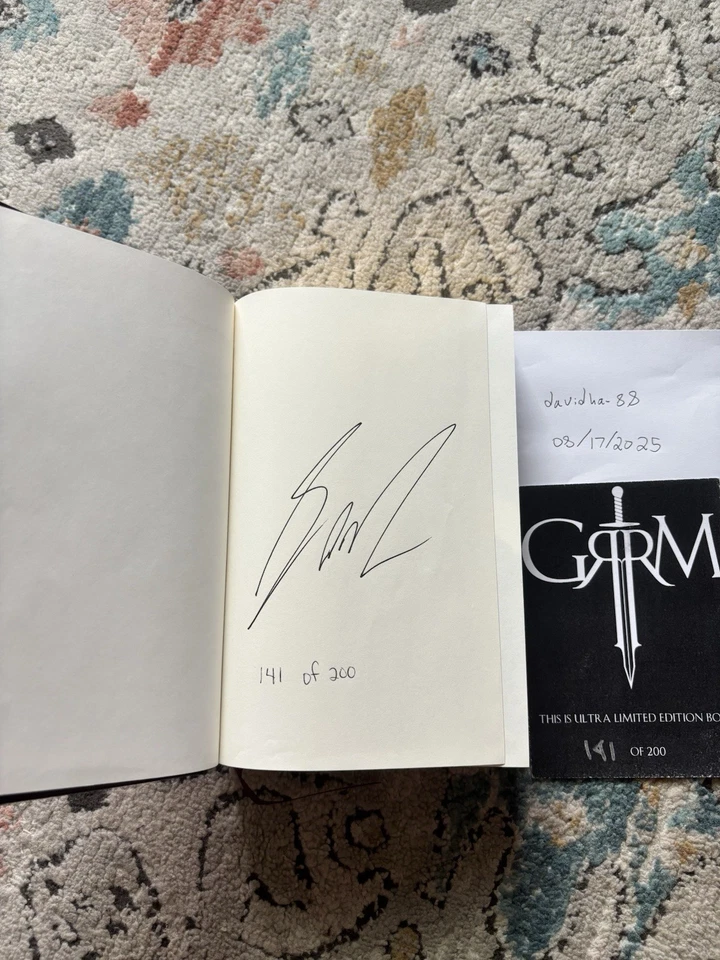 141 of 200
davidha-88
08/17/2025
GRRM
THIS IS ULTRA LIMITED EDITION BO
141 OF 200